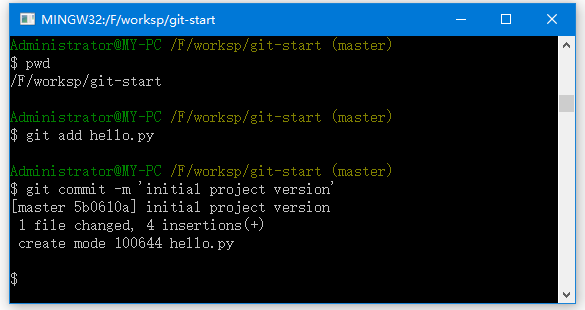 MINGW32:/F/worksp/git-start
Administrator@MY-PC /F/worksp/git-start (master)
$ pwd
/F/worksp/git-start
Administrator@MY-PC /F/worksp/git-start (master)
$ git add hello.py
Administrator@MY-PC /F/worksp/git-start (master)
$ git commit -m 'initial project version'
[master 5b0610a] initial project version
1 file changed, 4 insertions(+)
create mode 100644 hello.py
$